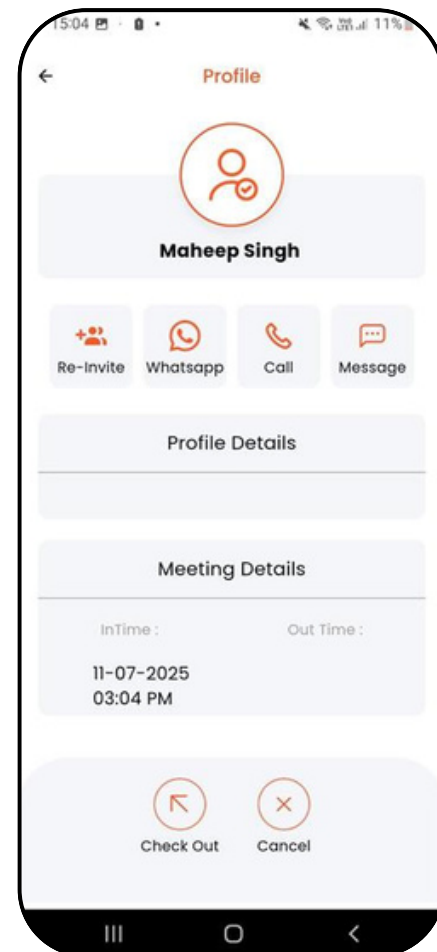 15:04
11%
Profile
Maheep Singh
Re-Invite Whatsapp Call Message
Profile Details
Meeting Details
InTime : Out Time :
11-07-2025
03:04 PM
Check Out Cancel